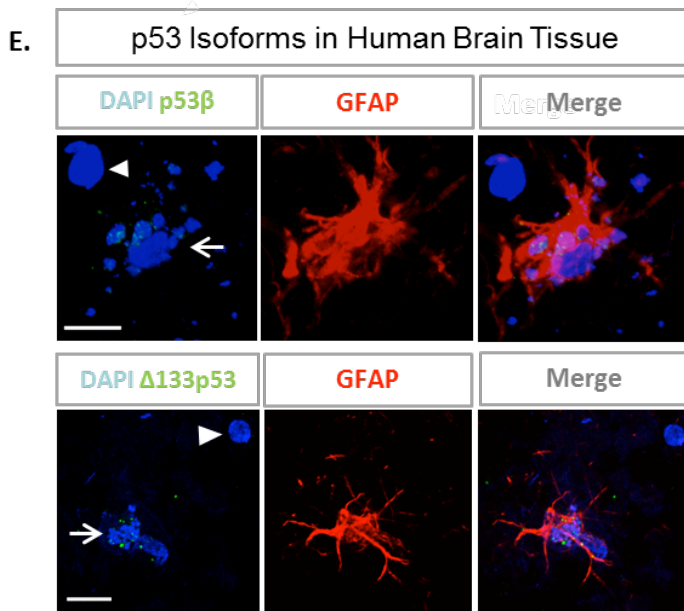 E.
p53 Isoforms in Human Brain Tissue
DAPI p53β
GFAP
Merge
DAPI Δ133p53
GFAP
Merge